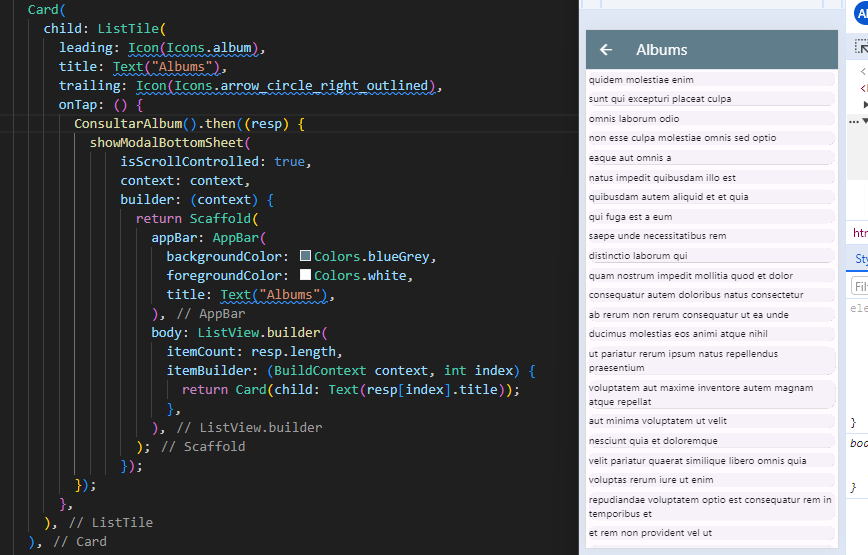 Card(
child: ListTile(
leading: Icon(Icons.album),
title: Text("Albums"),
trailing: Icon(Icons.arrow_circle_right_outlined),
onTap: () {
ConsultarAlbum().then((resp) {
showModalBottomSheet(
isScrollControlled: true,
context: context,
builder: (context) {
return Scaffold(
appBar: AppBar(
backgroundColor: Colors.blueGrey,
foregroundColor: Colors.white,
title: Text("Albums"),
), // AppBar
body: ListView.builder(
itemCount: resp.length,
itemBuilder: (BuildContext context, int index) {
return Card(child: Text(resp[index].title));
},
), // ListView.builder
); // Scaffold
});
});
},
), // ListTile
), // Card
Albums
quidem molestiae enim
sunt qui excepturi placeat culpa
omnis laborum odio
non esse culpa molestiae omnis sed optio
eaque aut omnis a
natus impedit quibusdam illo est
quibusdam autem aliquid et et quia
qui fuga est a eum
saepe unde necessitatibus rem
distinctio laborum qui
quam nostrum impedit mollitia quod et dolor
consequatur autem doloribus natus consectetur
ab rerum non rerum consequatur ut ea unde
ducimus molestias eos animi atque nihil
ut pariatur rerum ipsum natus repellendus
praesentium
voluptatem aut maxime inventore autem magnam
atque repellat
aut minima voluptatem ut velit
nesciunt quia et doloremque
velit pariatur quaerat similique libero omnis quia
voluptas rerum iure ut enim
repudiandae voluptatem optio est consequatur rem in
temporibus et
et rem non provident vel ut
}
}